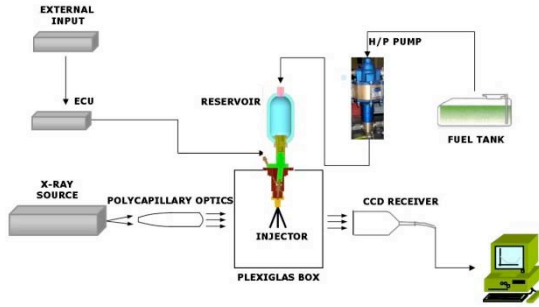 EXTERNAL
INPUT
H/P PUMP
ECU
RESERVOIR
FUEL TANK
X-RAY
SOURCE
POLYCAPILLARY OPTICS
CCD RECEIVER
INJECTOR
PLEXIGLAS BOX